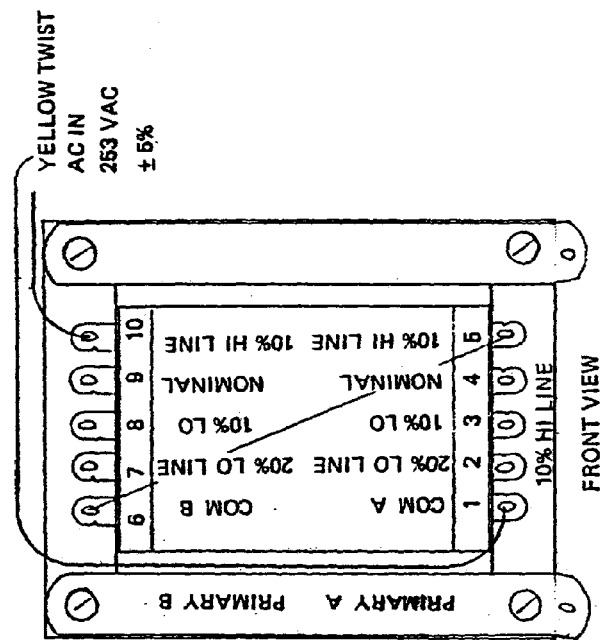 YELLOW TWIST
AC IN
253 VAC
± 5%
10
9
8
7
6
10% HI LINE
NOMINAL
10% LO
20% LO LINE
COM B
10% HI LINE
NOMINAL
10% LO
20% LO LINE
COM A
5
4
3
2
1
PRIMARY B
PRIMARY A
10% HI LINE
FRONT VIEW